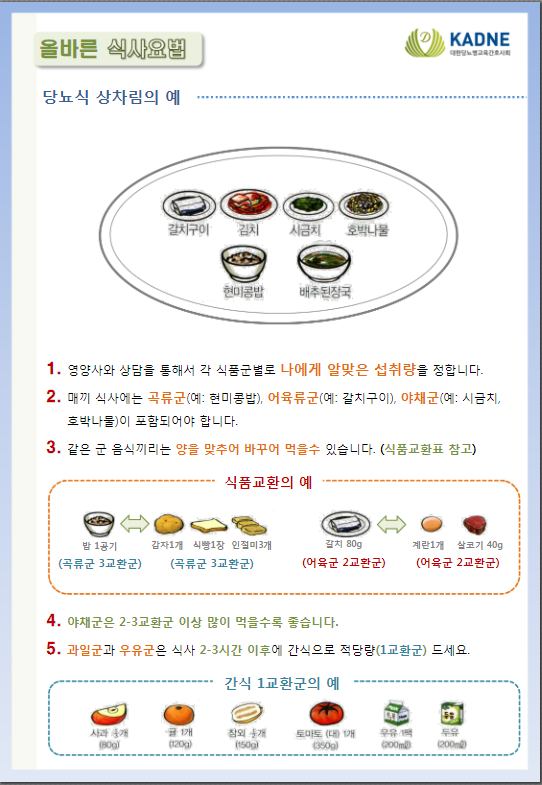 올바른 식사요법
KADNE
대한당뇨병교육간호사회
당뇨식 상차림의 예
갈치구이 김치 시금치 호박나물
현미콩밥 배추된장국
1. 영양사와 상담을 통해서 각 식품군별로 나에게 알맞은 섭취량을 정합니다.
2. 매끼 식사에는 곡류군(예: 현미콩밥), 어육류군(예: 갈치구이), 야채군(예: 시금치,
호박나물)이 포함되어야 합니다.
3. 같은 군 음식끼리는 양을 맞추어 바꾸어 먹을수 있습니다. (식품교환표 참고)
식품교환의 예
밥 1공기 감자1개 식빵1장 인절미3개 갈치 80g 계란1개 살코기 40g
(곡류군 3교환군) (곡류군 3교환군) (어육군 2교환군) (어육군 2교환군)
4. 야채군은 2-3교환군 이상 많이 먹을수록 좋습니다.
5. 과일군과 우유군은 식사 2-3시간 이후에 간식으로 적당량(1교환군) 드세요.
간식 1교환군의 예
사과 개 귤 1개 참외 개 토마토 (대) 1개 우유 1팩 두유
(80g) (120g) (150g) (350g) (200㎖) (200㎖)